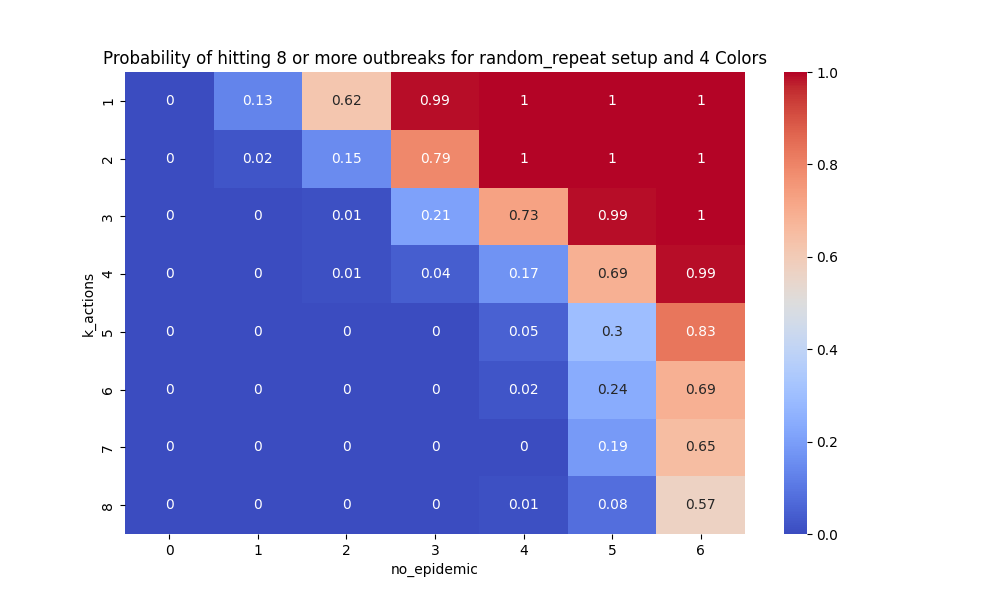 Probability of hitting 8 or more outbreaks for random_repeat setup and 4 Colors
1 0 0.13 0.62 0.99 1 1 1
2 0 0.02 0.15 0.79 1 1 1
3 0 0 0.01 0.21 0.73 0.99 1
4 0 0 0.01 0.04 0.17 0.69 0.99
5 0 0 0 0 0.05 0.3 0.83
6 0 0 0 0 0.02 0.24 0.69
7 0 0 0 0 0 0.19 0.65
8 0 0 0 0 0.01 0.08 0.57
0 1 2 3 4 5 6
no_epidemic
k_actions
1.0
0.8
0.6
0.4
0.2
0.0